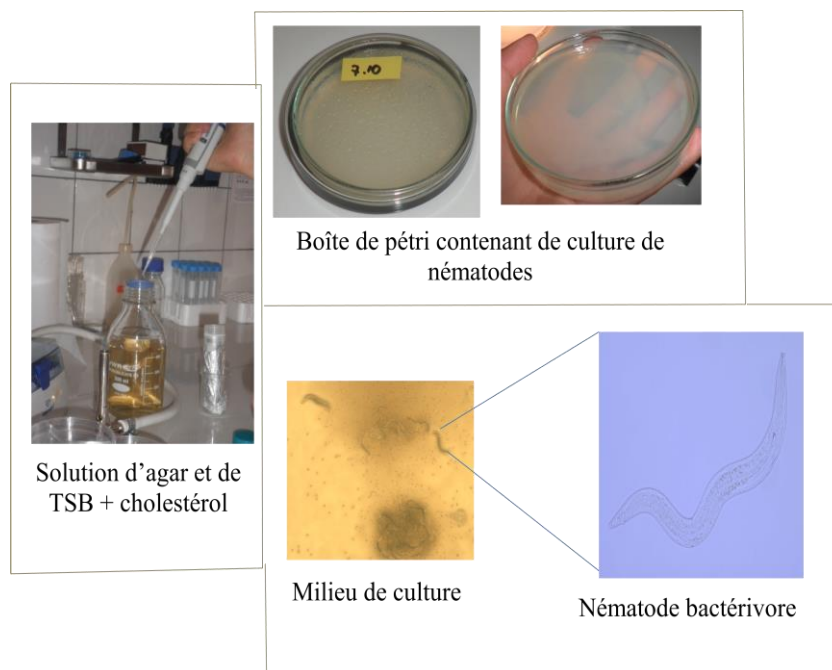 7.10
Boîte de pétri contenant de culture de
nématodes
Solution d'agar et de
TSB + cholestérol
Milieu de culture
Nématode bactérivore